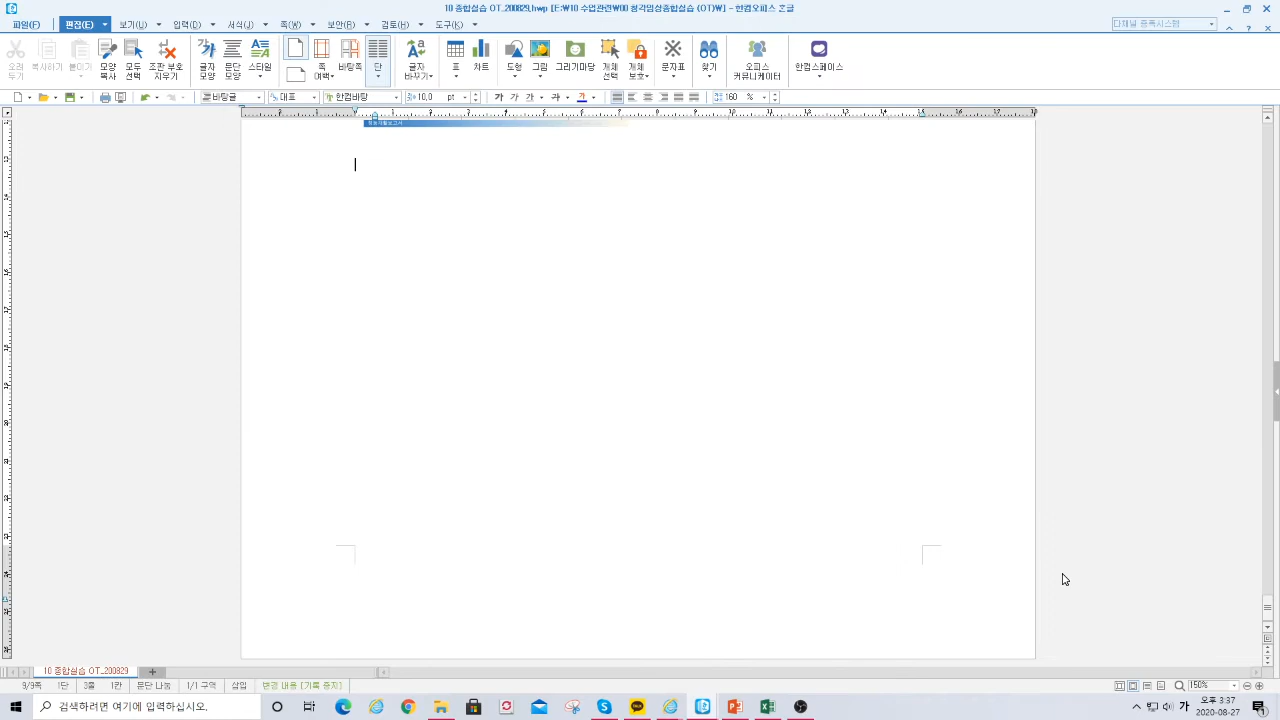 10 종합실습 OT_200829.hwp [E:\10 수업관련\00 청각임상종합실습 (OT)\] - 한컴오피스 한글
파일(F) 편집(E) 보기(U) 입력(D) 서식(J) 쪽(W) 보안(R) 검토(H) 도구(K)
오려 두기 복사하기 붙이기 모양 복사 모두 선택 조판 부호 지우기 글자 모양 문단 모양 스타일 쪽 여백 바탕쪽 단 글자 바꾸기 표 차트 도형 그림 그리기마당 개체 선택 개체 보호 문자표 찾기 오피스 커뮤니케이터 한컴스페이스
바탕글 대표 한컴바탕 10.0 pt 가 가 가 가 가 160 %
10 종합실습 OT_200829
9/9쪽 1단 3줄 1칸 문단 나눔 1/1 구역 삽입 변경 내용 [기록 중지] 150%
검색하려면 여기에 입력하십시오.
가 오후 3:37
2020-08-27